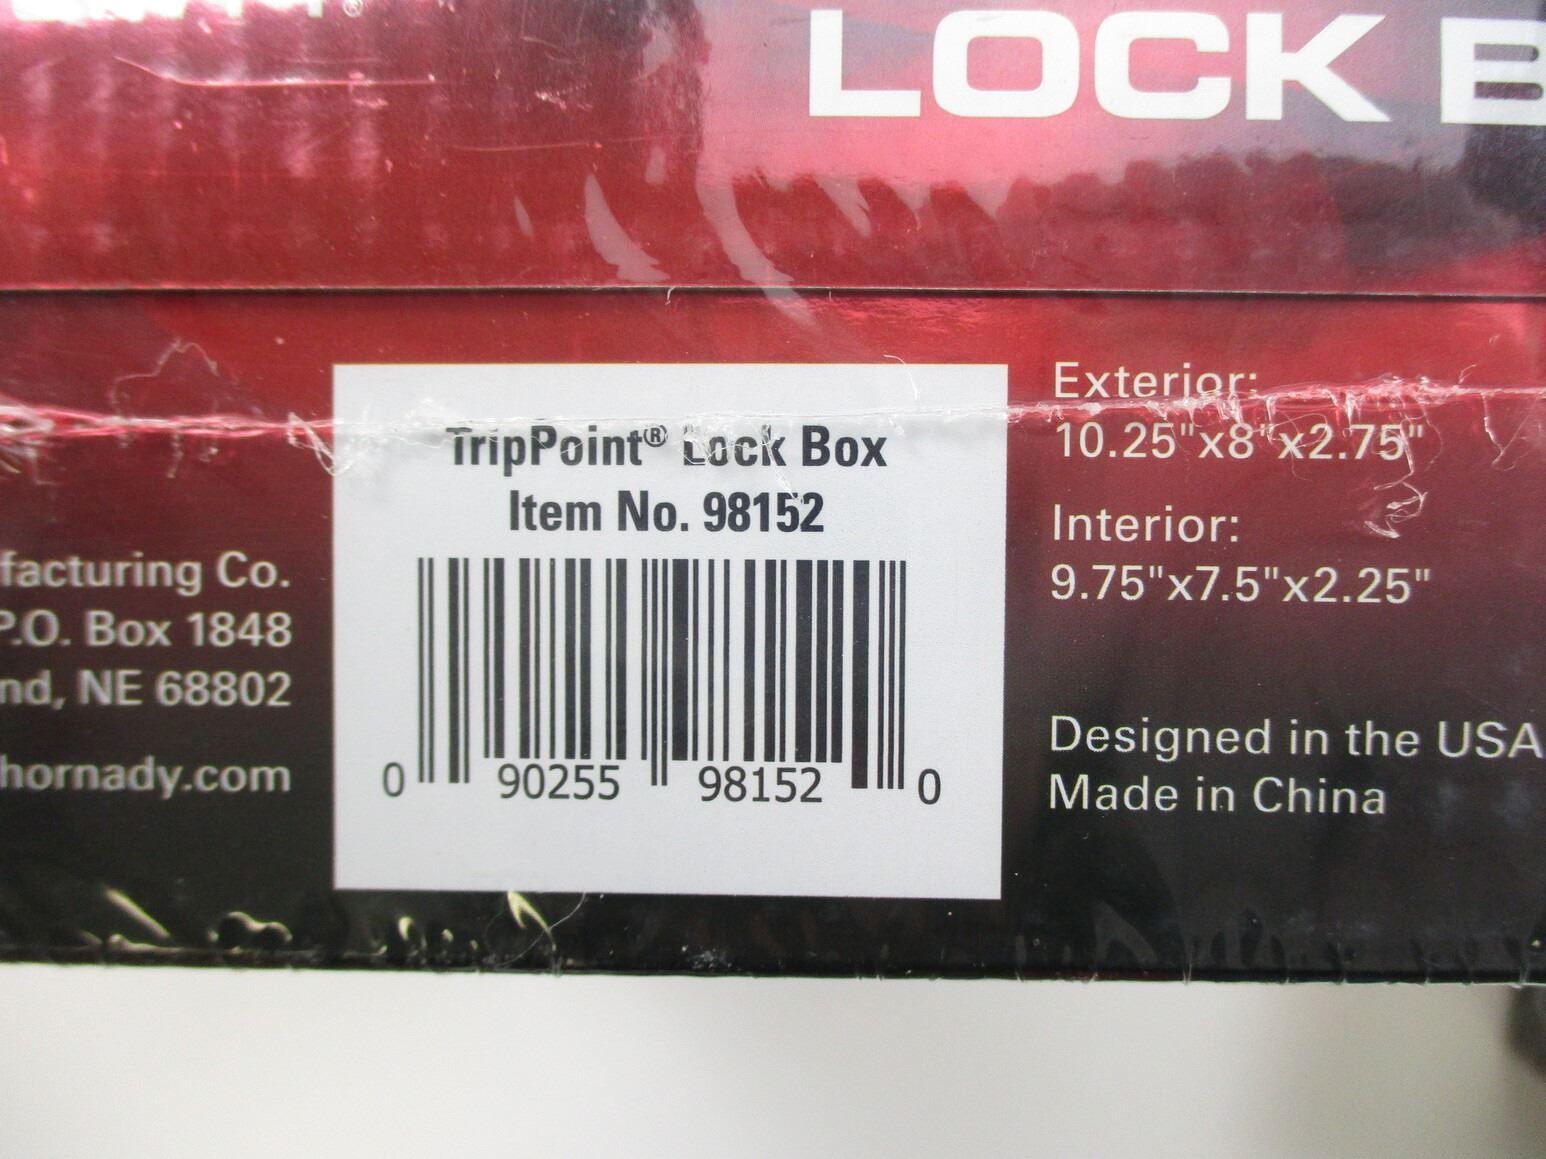 LOCK B
TripPoint® Lock Box
Item No. 98152
0 90255 98152 0
facturing Co.
P.O. Box 1848
nd, NE 68802
hornady.com
Exterior:
10.25"x8"x2.75"
Interior:
9.75"x7.5"x2.25"
Designed in the USA
Made in China